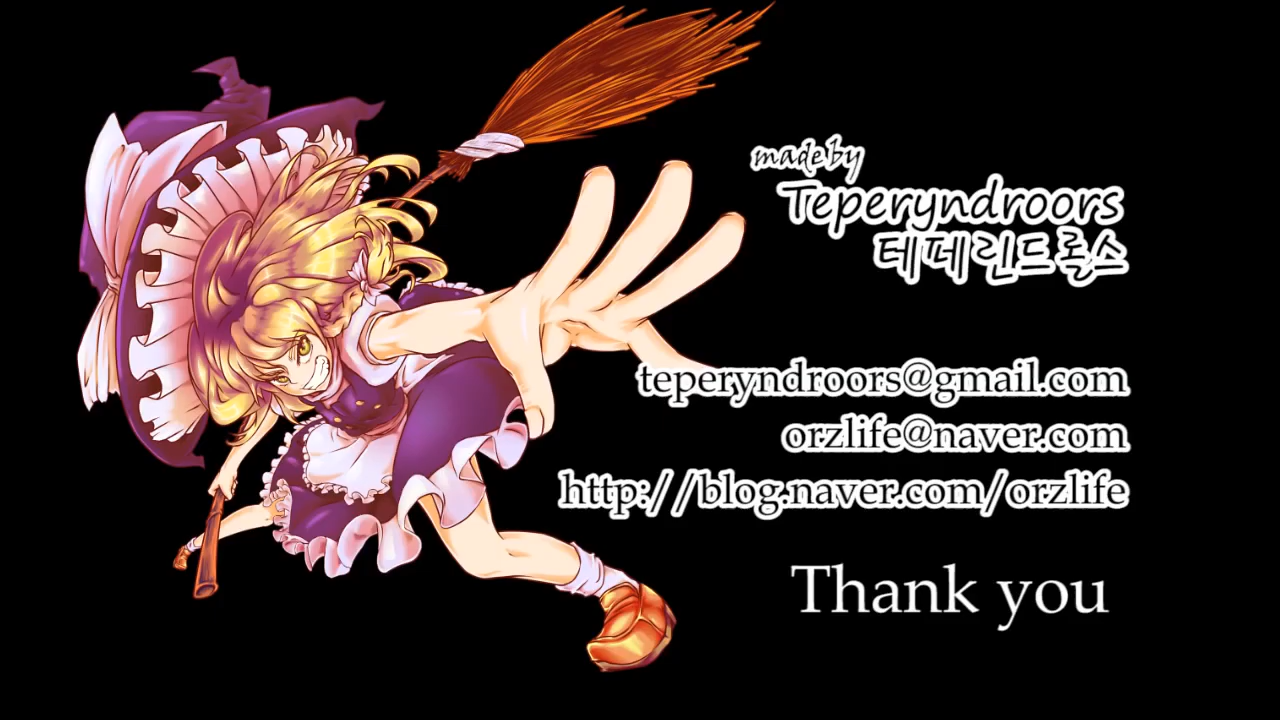 made by
Teperyndroors
테페린드롯스
teperyndroors@gmail.com
orzlife@naver.com
http://blog.naver.com/orzlife
Thank you